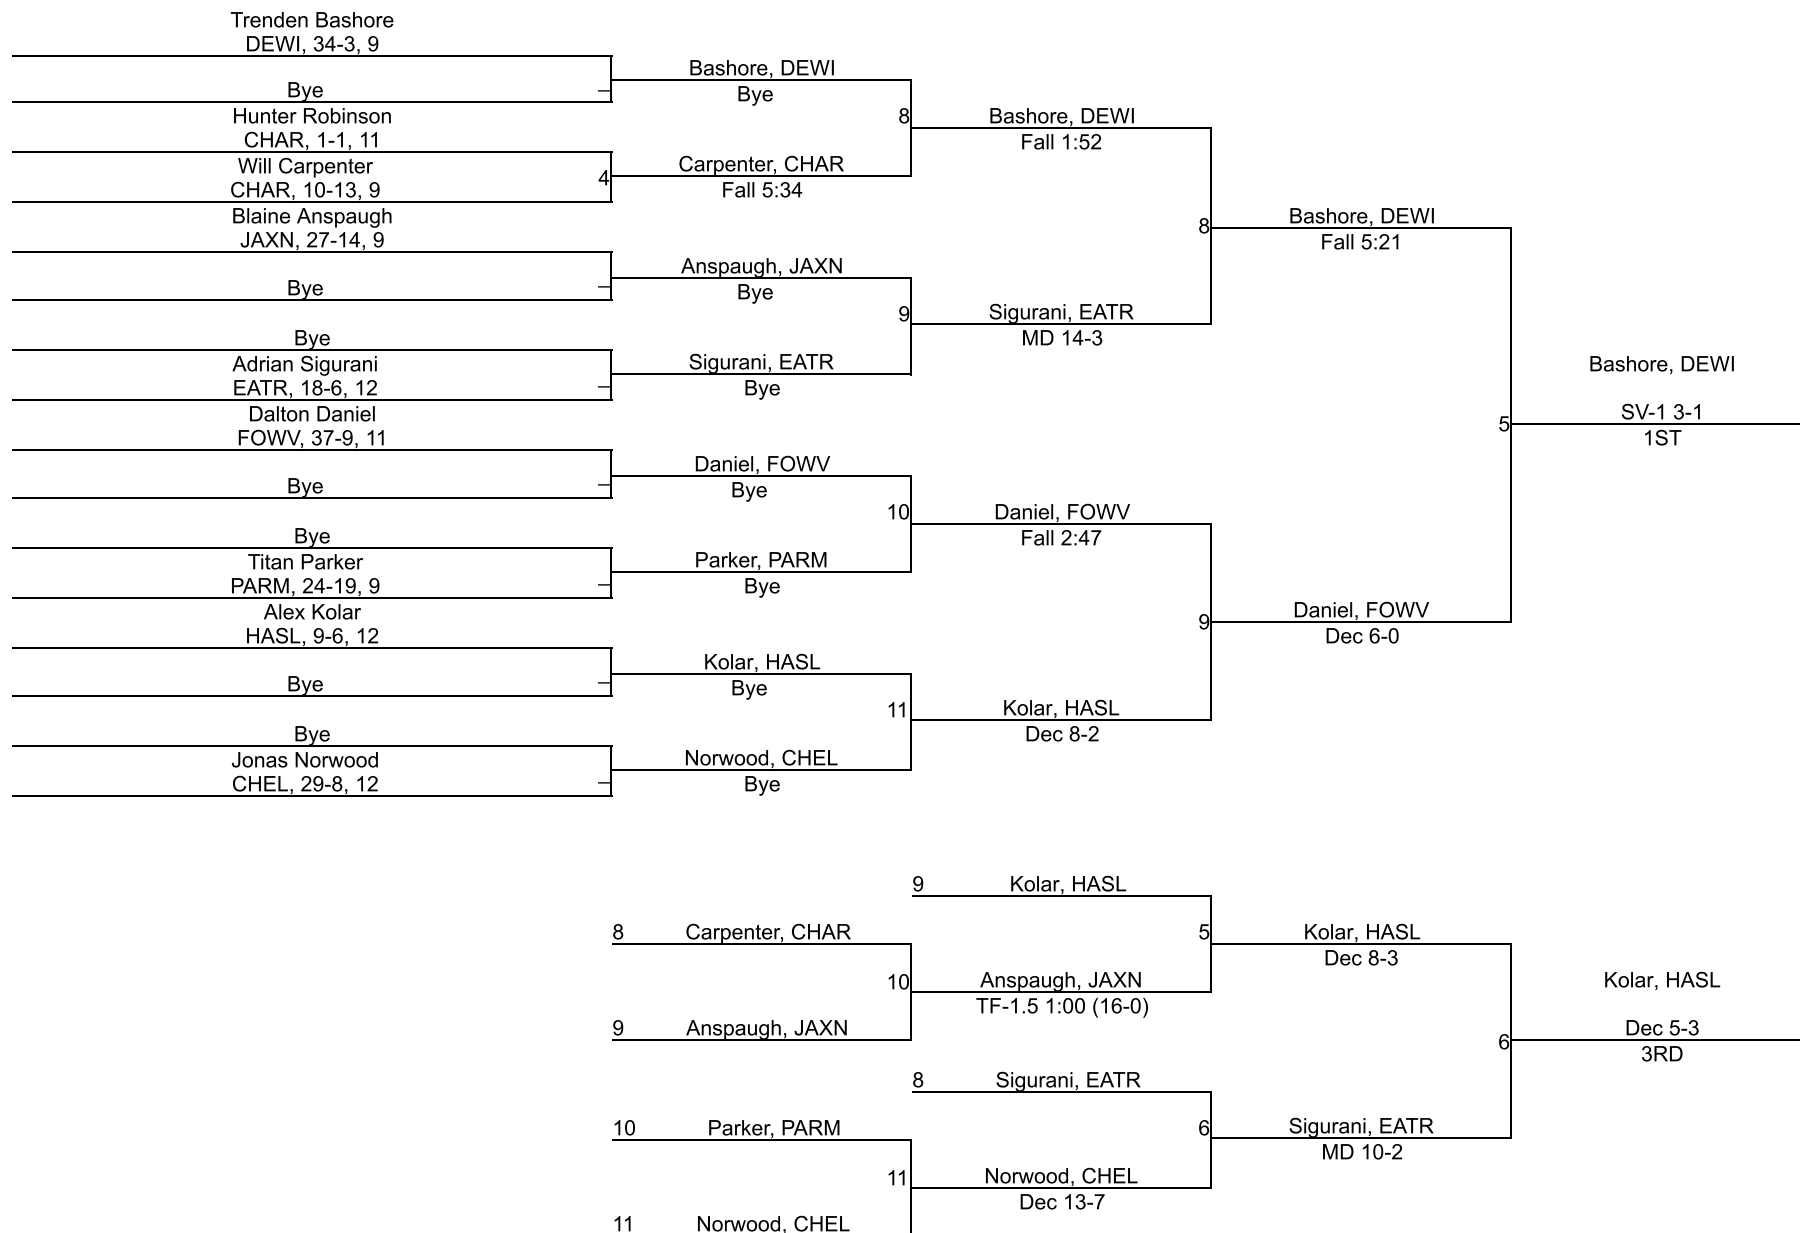 Trenden Bashore
DEWI, 34-3, 9
Bye
Hunter Robinson
CHAR, 1-1, 11
Will Carpenter
CHAR, 10-13, 9
4
Blaine Anspaugh
JAXN, 27-14, 9
Bye
Bye
Adrian Sigurani
EATR, 18-6, 12
Dalton Daniel
FOWV, 37-9, 11
Bye
Bye
Titan Parker
PARM, 24-19, 9
Alex Kolar
HASL, 9-6, 12
Bye
Bye
Jonas Norwood
CHEL, 29-8, 12
Bashore, DEWI
Bye
8
Carpenter, CHAR
Fall 5:34
Anspaugh, JAXN
Bye
9
Sigurani, EATR
Bye
Daniel, FOWV
Bye
10
Parker, PARM
Bye
Kolar, HASL
Bye
11
Norwood, CHEL
Bye
Bashore, DEWI
Fall 1:52
8
Sigurani, EATR
MD 14-3
Daniel, FOWV
Fall 2:47
9
Kolar, HASL
Dec 8-2
Bashore, DEWI
Fall 5:21
5
Daniel, FOWV
Dec 6-0
Bashore, DEWI
SV-1 3-1
1ST
8 Carpenter, CHAR
10
9 Anspaugh, JAXN
10 Parker, PARM
11
11 Norwood, CHEL
9 Kolar, HASL
5
Anspaugh, JAXN
TF-1.5 1:00 (16-0)
8 Sigurani, EATR
6
Norwood, CHEL
Dec 13-7
Kolar, HASL
Dec 8-3
6
Sigurani, EATR
MD 10-2
Kolar, HASL
Dec 5-3
3RD